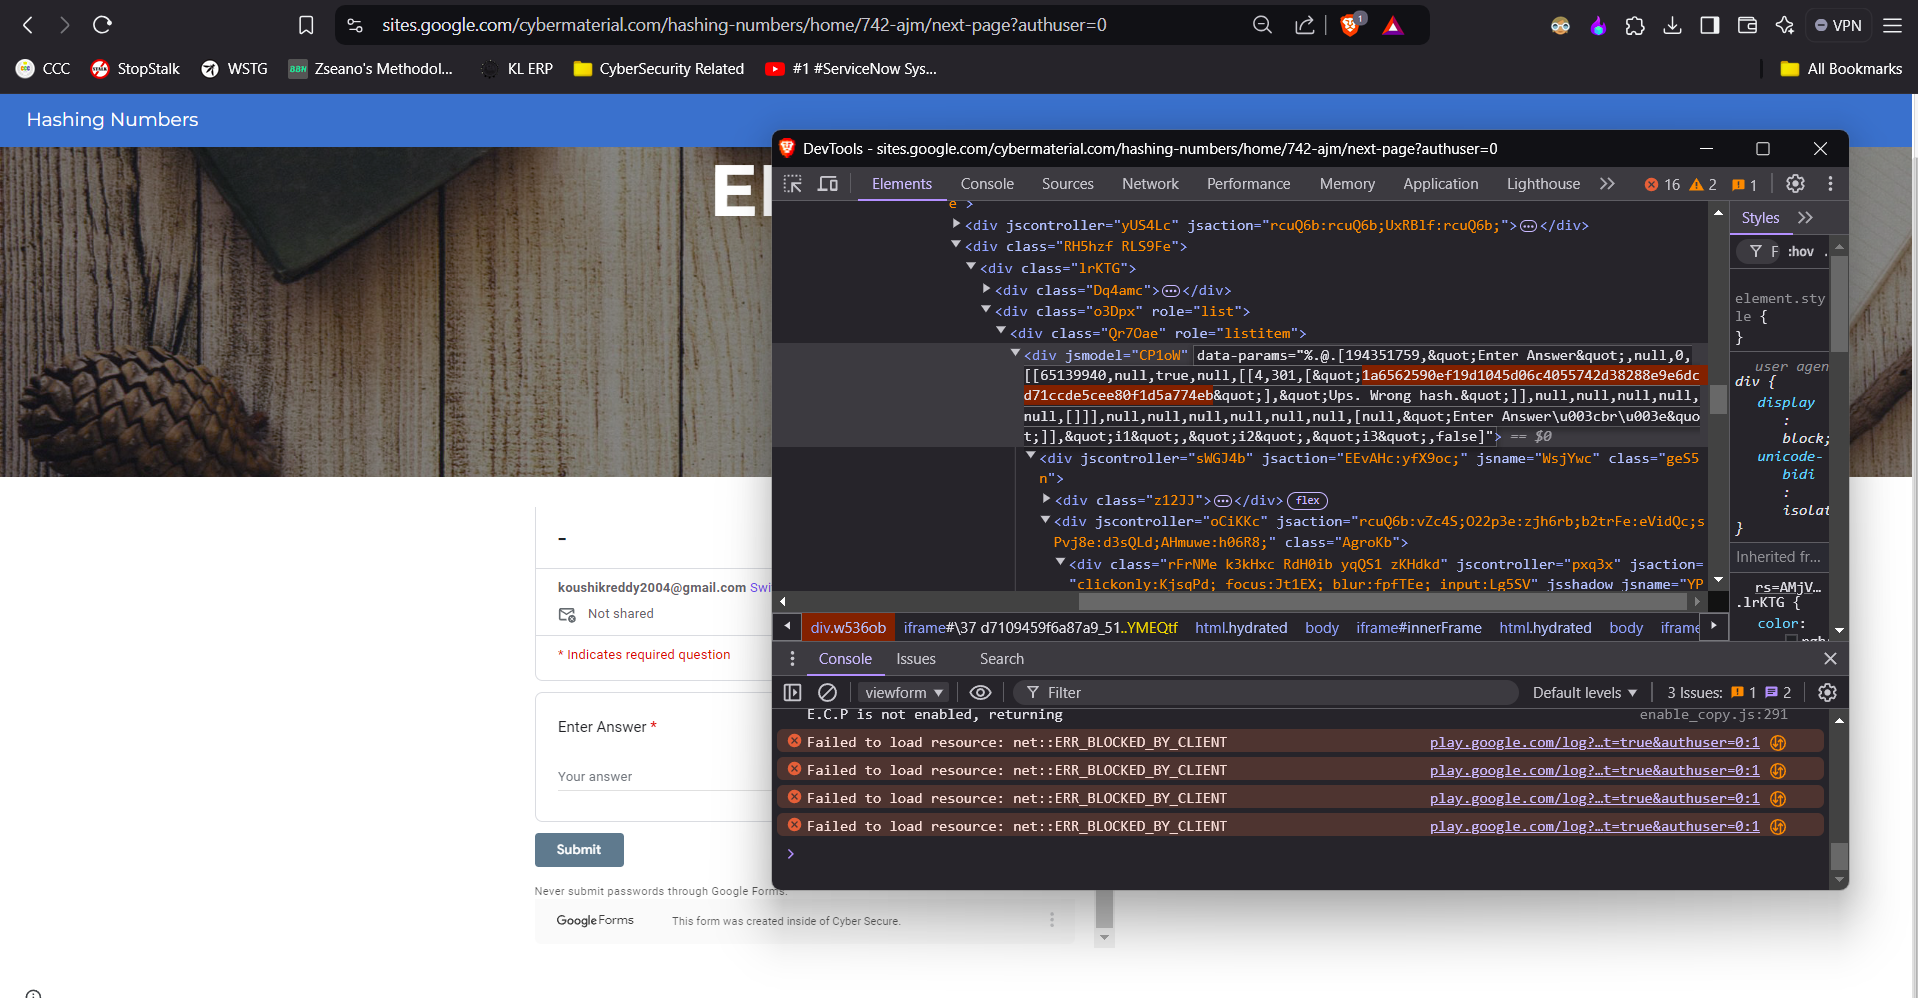 sites.google.com/cybermaterial.com/hashing-numbers/home/742-ajm/next-page?authuser=0
1
VPN
CCC StopStalk WSTG BBN Zseano's Methodol... KL ERP CyberSecurity Related #1 #ServiceNow Sys...
All Bookmarks
Hashing Numbers
DevTools - sites.google.com/cybermaterial.com/hashing-numbers/home/742-ajm/next-page?authuser=0
Elements Console Sources Network Performance Memory Application Lighthouse 16 2 1
e >
<div jscontroller="yUS4Lc" jsaction="rcuQ6b:rcuQ6b;UxRBlf:rcuQ6b;"></div>
<div class="RH5hzf RLS9Fe">
<div class="lrKTG">
<div class="Dq4amc"></div>
<div class="o3Dpx" role="list">
<div class="Qr7Oae" role="listitem">
<div jsmodel="CP1oW" data-params="%.@.[194351759,&quot;Enter Answer&quot;,null,0,
[[65139940,null,true,null,[[4,301,[&quot;1a6562590ef19d1045d06c4055742d38288e9e6dc
d71ccde5cee80f1d5a774eb&quot;],&quot;Ups. Wrong hash.&quot;]],null,null,null,null,
null,[]]],null,null,null,null,null,null,[null,&quot;Enter Answer\u003cbr\u003e&quo
t;]],&quot;i1&quot;,&quot;i2&quot;,&quot;i3&quot;,false]"> == $0
<div jscontroller="sWGJ4b" jsaction="EEvAHc:yfX9oc;" jsname="WsjYwc" class="geS5
n">
<div class="z12JJ"></div> flex
<div jscontroller="oCiKKc" jsaction="rcuQ6b:vZc4S;O22p3e:zjh6rb;b2trFe:eVidQc;s
Pvj8e:d3sQLd;AHmuwe:h06R8;" class="AgroKb">
<div class="rFrNMe k3kHxc RdH0ib yqQS1 zKHdkd" jscontroller="pxq3x" jsaction=
"clickonly:KjsqPd; focus:Jt1EX; blur:fpfTEe; input:Lg5SV" jsshadow jsname="YP
div.w536ob iframe#\37 d7109459f6a87a9_51..YMEQtf html.hydrated body iframe#innerFrame html.hydrated body iframe
Styles
F :hov .
element.sty
le {
}
user agen
div {
display
:
block;
unicode-
bidi
:
isolat
}
Inherited fr...
rs=AMjV...
.lrKTG {
color:
Console Issues Search
viewform Filter Default levels 3 Issues: 1 2
E.C.P is not enabled, returning enable_copy.js:291
Failed to load resource: net::ERR_BLOCKED_BY_CLIENT play.google.com/log?…t=true&authuser=0:1
Failed to load resource: net::ERR_BLOCKED_BY_CLIENT play.google.com/log?…t=true&authuser=0:1
Failed to load resource: net::ERR_BLOCKED_BY_CLIENT play.google.com/log?…t=true&authuser=0:1
Failed to load resource: net::ERR_BLOCKED_BY_CLIENT play.google.com/log?…t=true&authuser=0:1
>
-
koushikreddy2004@gmail.com Swi
Not shared
* Indicates required question
Enter Answer *
Your answer
Submit
Never submit passwords through Google Forms.
Google Forms This form was created inside of Cyber Secure.